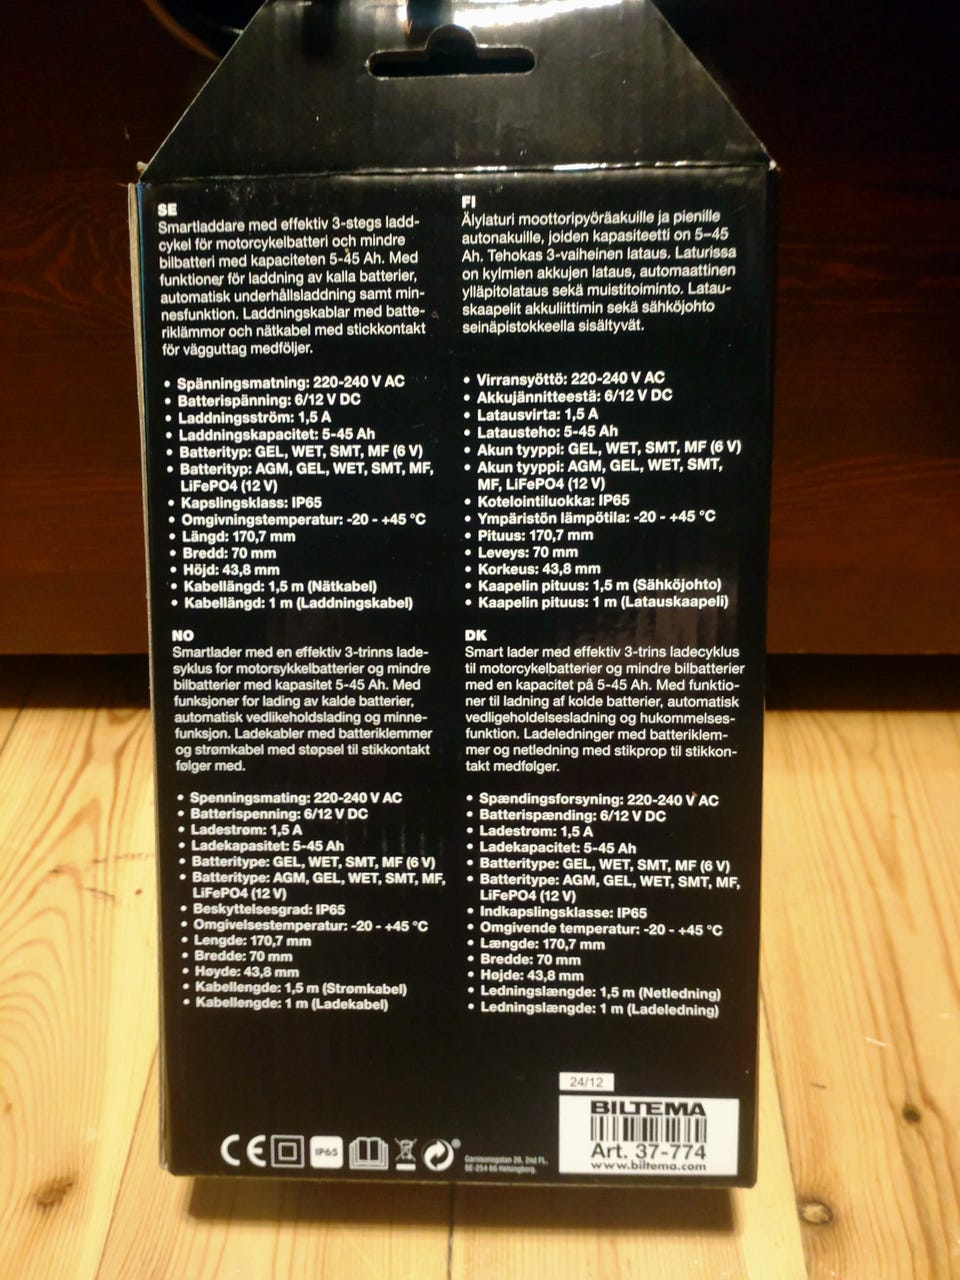 SE
Smartladdare med effektiv 3-stegs ladd-
cykel för motorcykelbatteri och mindre
bilbatteri med kapaciteten 5-45 Ah. Med
funktioner för laddning av kalla batterier,
automatisk underhållsladdning samt min-
nesfunktion. Laddningskablar med batte-
riklämmor och nätkabel med stickkontakt
för vägguttag medföljer.
• Spänningsmatning: 220-240 V AC
• Batterispänning: 6/12 V DC
• Laddningsström: 1,5 A
• Laddningskapacitet: 5-45 Ah
• Batterityp: GEL, WET, SMT, MF (6 V)
• Batterityp: AGM, GEL, WET, SMT, MF,
LiFePO4 (12 V)
• Kapslingsklass: IP65
• Omgivningstemperatur: -20 - +45 °C
• Längd: 170,7 mm
• Bredd: 70 mm
• Höjd: 43,8 mm
• Kabellängd: 1,5 m (Nätkabel)
• Kabellängd: 1 m (Laddningskabel)
FI
Älylaturi moottoripyöräakuille ja pienille
autonakuille, joiden kapasiteetti on 5–45
Ah. Tehokas 3-vaiheinen lataus. Laturissa
on kylmien akkujen lataus, automaattinen
ylläpitolataus sekä muistitoiminto. Latau-
skaapelit akkuliittimin sekä sähköjohto
seinäpistokkeella sisältyvät.
• Virransyöttö: 220-240 V AC
• Akkujännitteestä: 6/12 V DC
• Latausvirta: 1,5 A
• Latausteho: 5-45 Ah
• Akun tyyppi: GEL, WET, SMT, MF (6 V)
• Akun tyyppi: AGM, GEL, WET, SMT,
MF, LiFePO4 (12 V)
• Kotelointiluokka: IP65
• Ympäristön lämpötila: -20 - +45 °C
• Pituus: 170,7 mm
• Leveys: 70 mm
• Korkeus: 43,8 mm
• Kaapelin pituus: 1,5 m (Sähköjohto)
• Kaapelin pituus: 1 m (Latauskaapeli)
NO
Smartlader med en effektiv 3-trinns lade-
syklus for motorsykkelbatterier og mindre
bilbatterier med kapasitet 5-45 Ah. Med
funksjoner for lading av kalde batterier,
automatisk vedlikeholdslading og minne-
funksjon. Ladekabler med batteriklemmer
og strømkabel med støpsel til stikkontakt
følger med.
• Spenningsmating: 220-240 V AC
• Batterispenning: 6/12 V DC
• Ladestrøm: 1,5 A
• Ladekapasitet: 5-45 Ah
• Batteritype: GEL, WET, SMT, MF (6 V)
• Batteritype: AGM, GEL, WET, SMT, MF,
LiFePO4 (12 V)
• Beskyttelsesgrad: IP65
• Omgivelsestemperatur: -20 - +45 °C
• Lengde: 170,7 mm
• Bredde: 70 mm
• Høyde: 43,8 mm
• Kabellengde: 1,5 m (Strømkabel)
• Kabellengde: 1 m (Ladekabel)
DK
Smart lader med effektiv 3-trins ladecyklus
til motorcykelbatterier og mindre bilbatterier
med en kapacitet på 5-45 Ah. Med funktio-
ner til ladning af kolde batterier, automatisk
vedligeholdelsesladning og hukommelses-
funktion. Ladeledninger med batteriklem-
mer og netledning med stikprop til stikkon-
takt medfølger.
• Spændingsforsyning: 220-240 V AC
• Batterispænding: 6/12 V DC
• Ladestrøm: 1,5 A
• Ladekapacitet: 5-45 Ah
• Batteritype: GEL, WET, SMT, MF (6 V)
• Batteritype: AGM, GEL, WET, SMT, MF,
LiFePO4 (12 V)
• Indkapslingsklasse: IP65
• Omgivende temperatur: -20 - +45 °C
• Længde: 170,7 mm
• Bredde: 70 mm
• Højde: 43,8 mm
• Ledningslængde: 1,5 m (Netledning)
• Ledningslængde: 1 m (Ladeledning)
24/12
BILTEMA
Art. 37-774
www.biltema.com
CE
IP65
®
Garnisonsgatan 26, 2nd FL,
SE-254 66 Helsingborg.